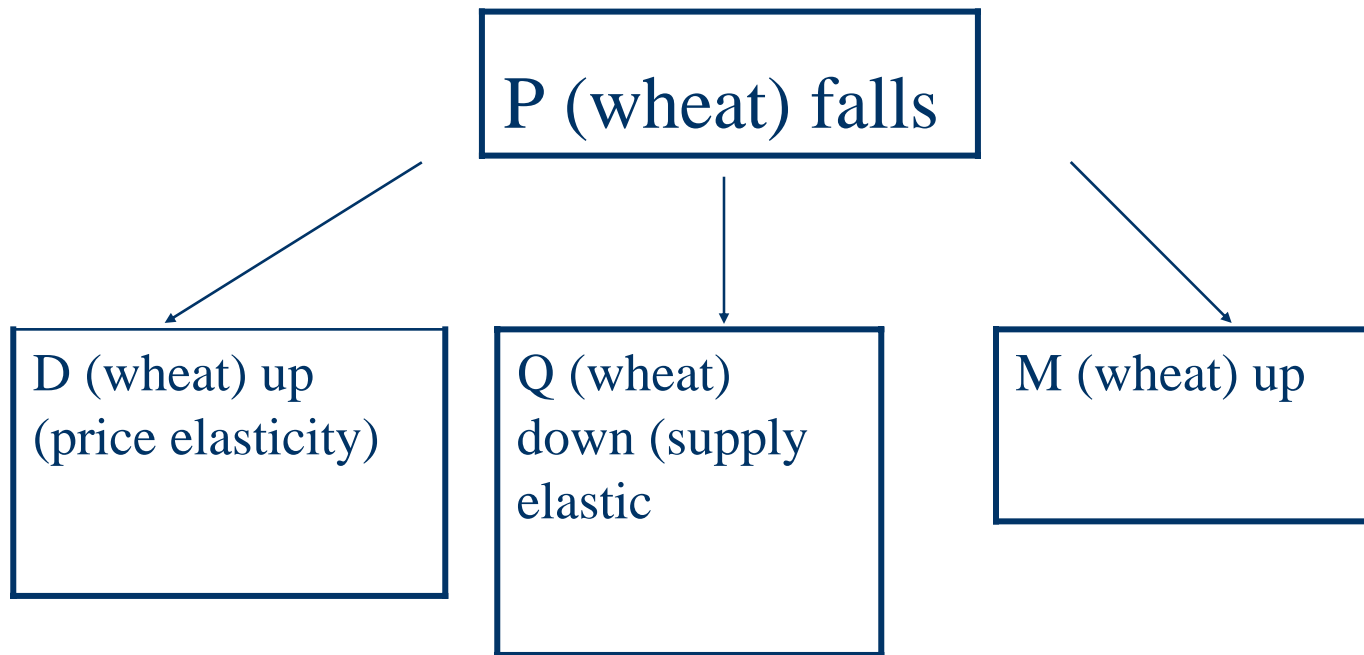 P (wheat) falls
D (wheat) up
(price elasticity)
Q (wheat)
down (supply
elastic
M (wheat) up